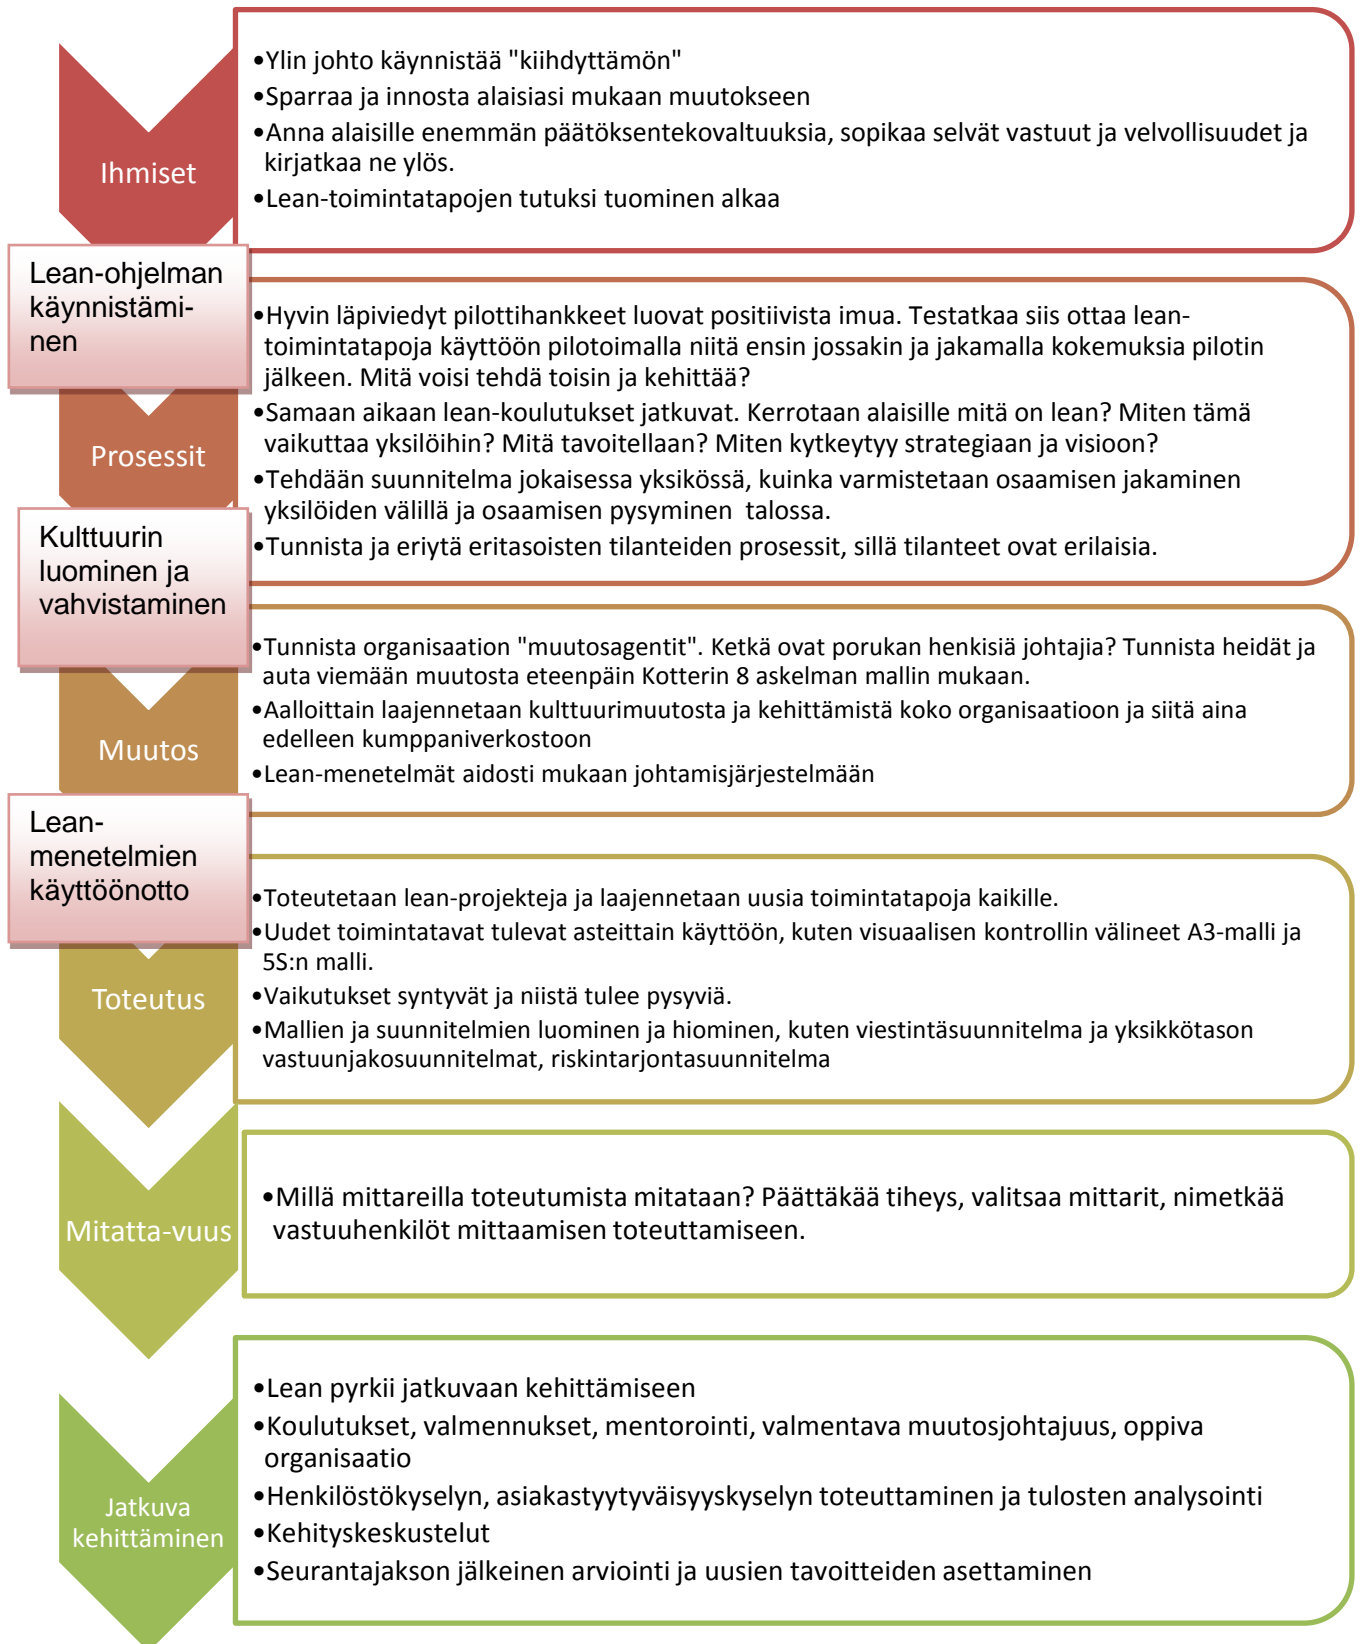 •Ylin johto käynnistää "kiihdyttämön"
•Sparraa ja innosta alaisiasi mukaan muutokseen
•Anna alaisille enemmän päätöksentekovaltuuksia, sopikaa selvät vastuut ja velvollisuudet ja
kirjatkaa ne ylös.
•Lean-toimintatapojen tutuksi tuominen alkaa
Ihmiset
Lean-ohjelman
käynnistämi-
nen
•Hyvin läpiviedyt pilottihankkeet luovat positiivista imua. Testatkaa siis ottaa lean-
toimintatapoja käyttöön pilotoimalla niitä ensin jossakin ja jakamalla kokemuksia pilotin
jälkeen. Mitä voisi tehdä toisin ja kehittää?
•Samaan aikaan lean-koulutukset jatkuvat. Kerrotaan alaisille mitä on lean? Miten tämä
vaikuttaa yksilöihin? Mitä tavoitellaan? Miten kytkeytyy strategiaan ja visioon?
•Tehdään suunnitelma jokaisessa yksikössä, kuinka varmistetaan osaamisen jakaminen
yksilöiden välillä ja osaamisen pysyminen  talossa.
•Tunnista ja eriytä eritasoisten tilanteiden prosessit, sillä tilanteet ovat erilaisia.
Prosessit
Kulttuurin
luominen ja
vahvistaminen
•Tunnista organisaation "muutosagentit". Ketkä ovat porukan henkisiä johtajia? Tunnista heidät ja
auta viemään muutosta eteenpäin Kotterin 8 askelman mallin mukaan.
•Aalloittain laajennetaan kulttuurimuutosta ja kehittämistä koko organisaatioon ja siitä aina
edelleen kumppaniverkostoon
•Lean-menetelmät aidosti mukaan johtamisjärjestelmään
Muutos
Lean-
menetelmien
käyttöönotto
•Toteutetaan lean-projekteja ja laajennetaan uusia toimintatapoja kaikille.
•Uudet toimintatavat tulevat asteittain käyttöön, kuten visuaalisen kontrollin välineet A3-malli ja
5S:n malli.
•Vaikutukset syntyvät ja niistä tulee pysyviä.
•Mallien ja suunnitelmien luominen ja hiominen, kuten viestintäsuunnitelma ja yksikkötason
vastuunjakosuunnitelmat, riskintarjontasuunnitelma
Toteutus
•Millä mittareilla toteutumista mitataan? Päättäkää tiheys, valitsaa mittarit, nimetkää
vastuuhenkilöt mittaamisen toteuttamiseen.
Mitatta-vuus
•Lean pyrkii jatkuvaan kehittämiseen
•Koulutukset, valmennukset, mentorointi, valmentava muutosjohtajuus, oppiva
organisaatio
•Henkilöstökyselyn, asiakastyytyväisyyskyselyn toteuttaminen ja tulosten analysointi
•Kehityskeskustelut
•Seurantajakson jälkeinen arviointi ja uusien tavoitteiden asettaminen
Jatkuva
kehittäminen